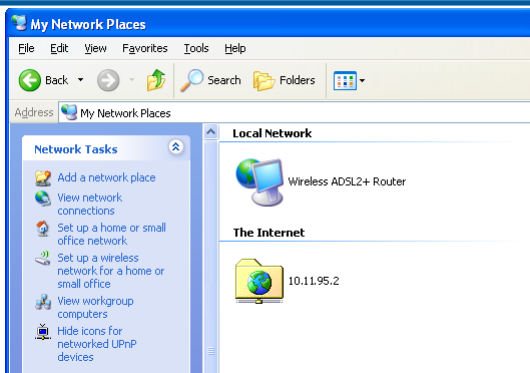 My Network Places
File Edit View Favorites Tools Help
Back Search Folders
Address My Network Places
Network Tasks
Add a network place
View network
connections
Set up a home or small
office network
Set up a wireless
network for a home or
small office
View workgroup
computers
Hide icons for
networked UPnP
devices
Local Network
Wireless ADSL2+ Router
The Internet
10.11.95.2